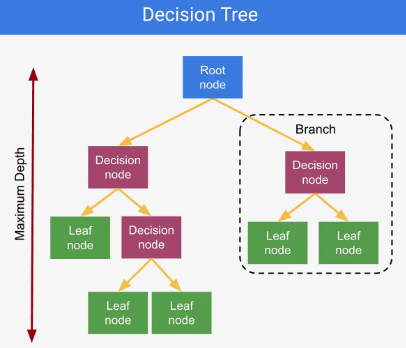 Decision Tree
Root
node
Branch
Decision
node
Decision
node
Maximum Depth
Leaf
node
Decision
node
Leaf
node
Leaf
node
Leaf
node
Leaf
node